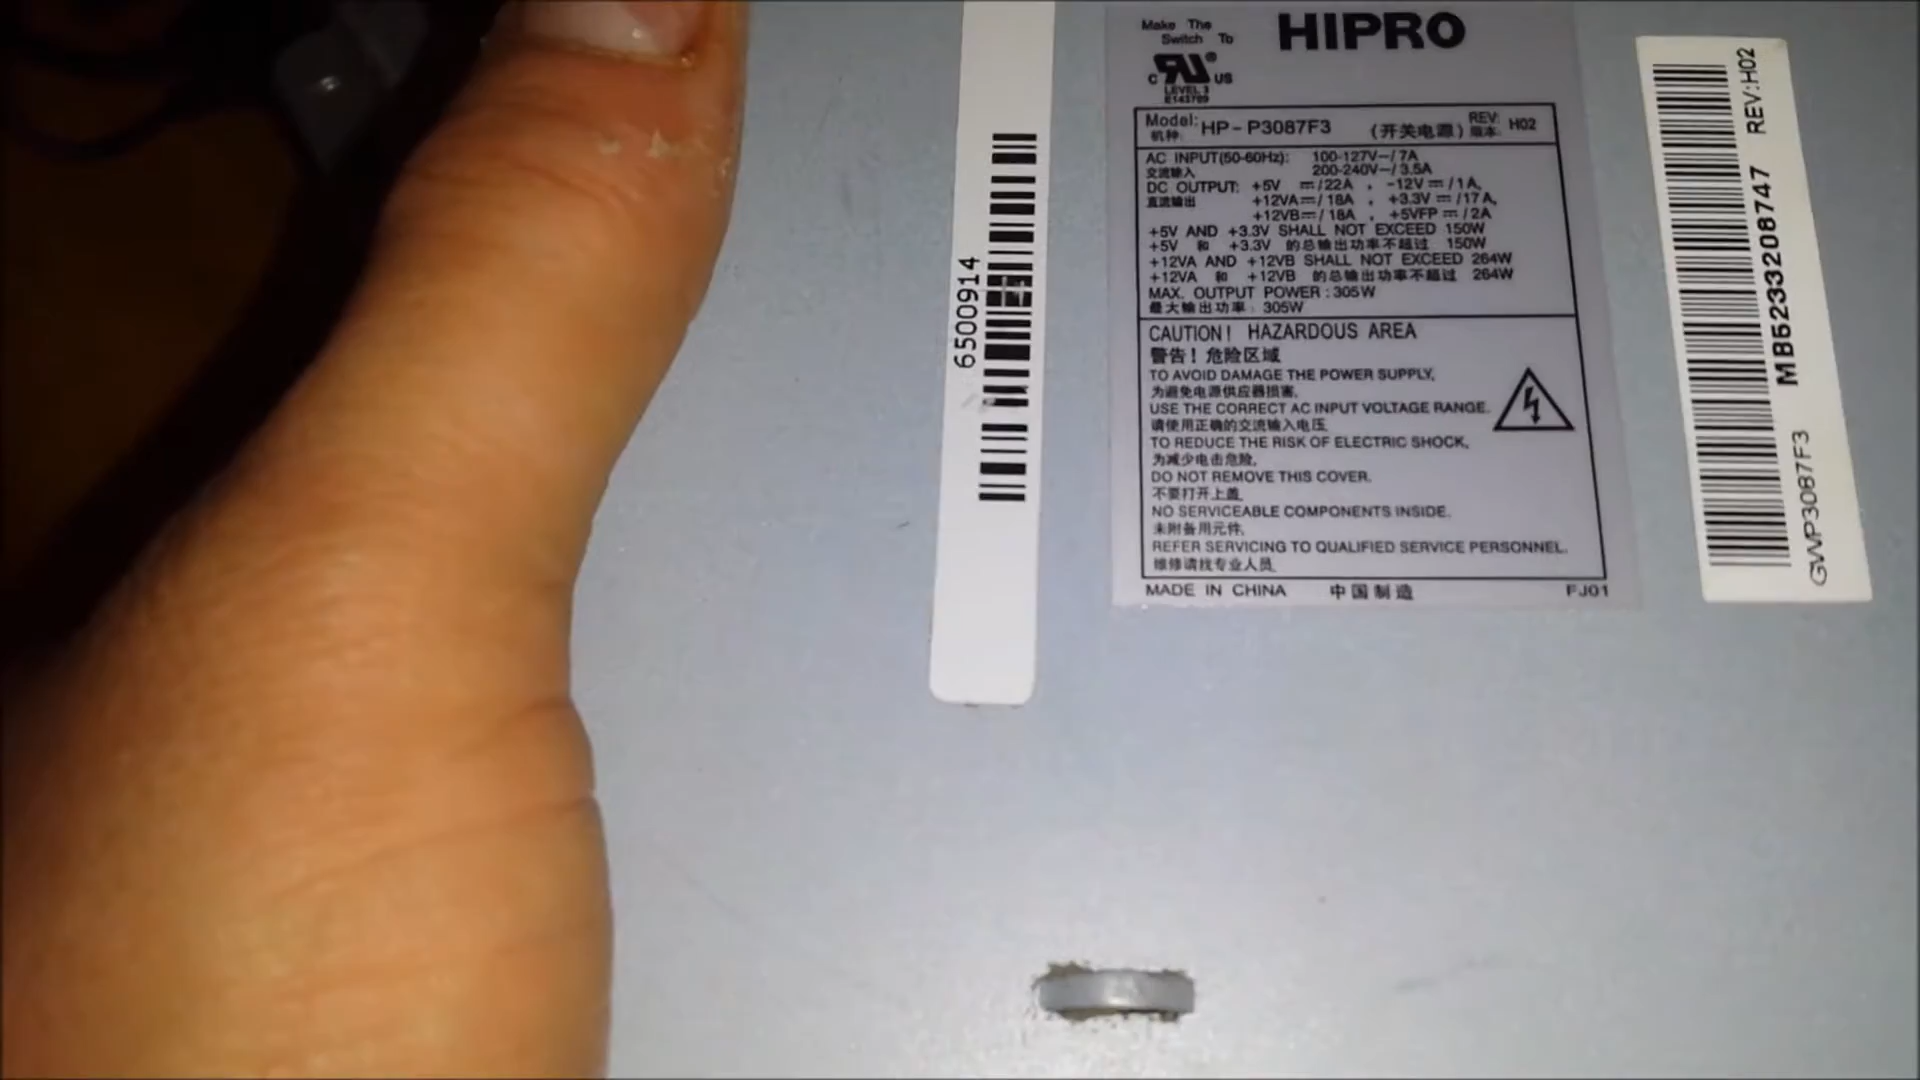 Make The
Switch To
HIPRO
C RU ® US
LEVEL 3
E143709
Model: HP-P3087F3 (开关电源) REV: H02
机种: 版本:
AC INPUT(50-60Hz): 100-127V~/7A
交流输入 200-240V~/3.5A
DC OUTPUT: +5V ⎓/22A , -12V ⎓/1A,
直流输出 +12VA⎓/18A , +3.3V ⎓/17A,
+12VB⎓/18A , +5VFP ⎓/2A
+5V AND +3.3V SHALL NOT EXCEED 150W
+5V 和 +3.3V 的总输出功率不超过 150W
+12VA AND +12VB SHALL NOT EXCEED 264W
+12VA 和 +12VB 的总输出功率不超过 264W
MAX. OUTPUT POWER : 305W
最大输出功率: 305W
CAUTION! HAZARDOUS AREA
警告! 危险区域
TO AVOID DAMAGE THE POWER SUPPLY,
为避免电源供应器损害,
USE THE CORRECT AC INPUT VOLTAGE RANGE.
请使用正确的交流输入电压
TO REDUCE THE RISK OF ELECTRIC SHOCK,
为减少电击危险,
DO NOT REMOVE THIS COVER.
不要打开上盖,
NO SERVICEABLE COMPONENTS INSIDE.
未附备用元件,
REFER SERVICING TO QUALIFIED SERVICE PERSONNEL.
维修请找专业人员,
MADE IN CHINA 中国制造 FJ01
6500914
MB5233208747 REV:H02
GWP3087F3